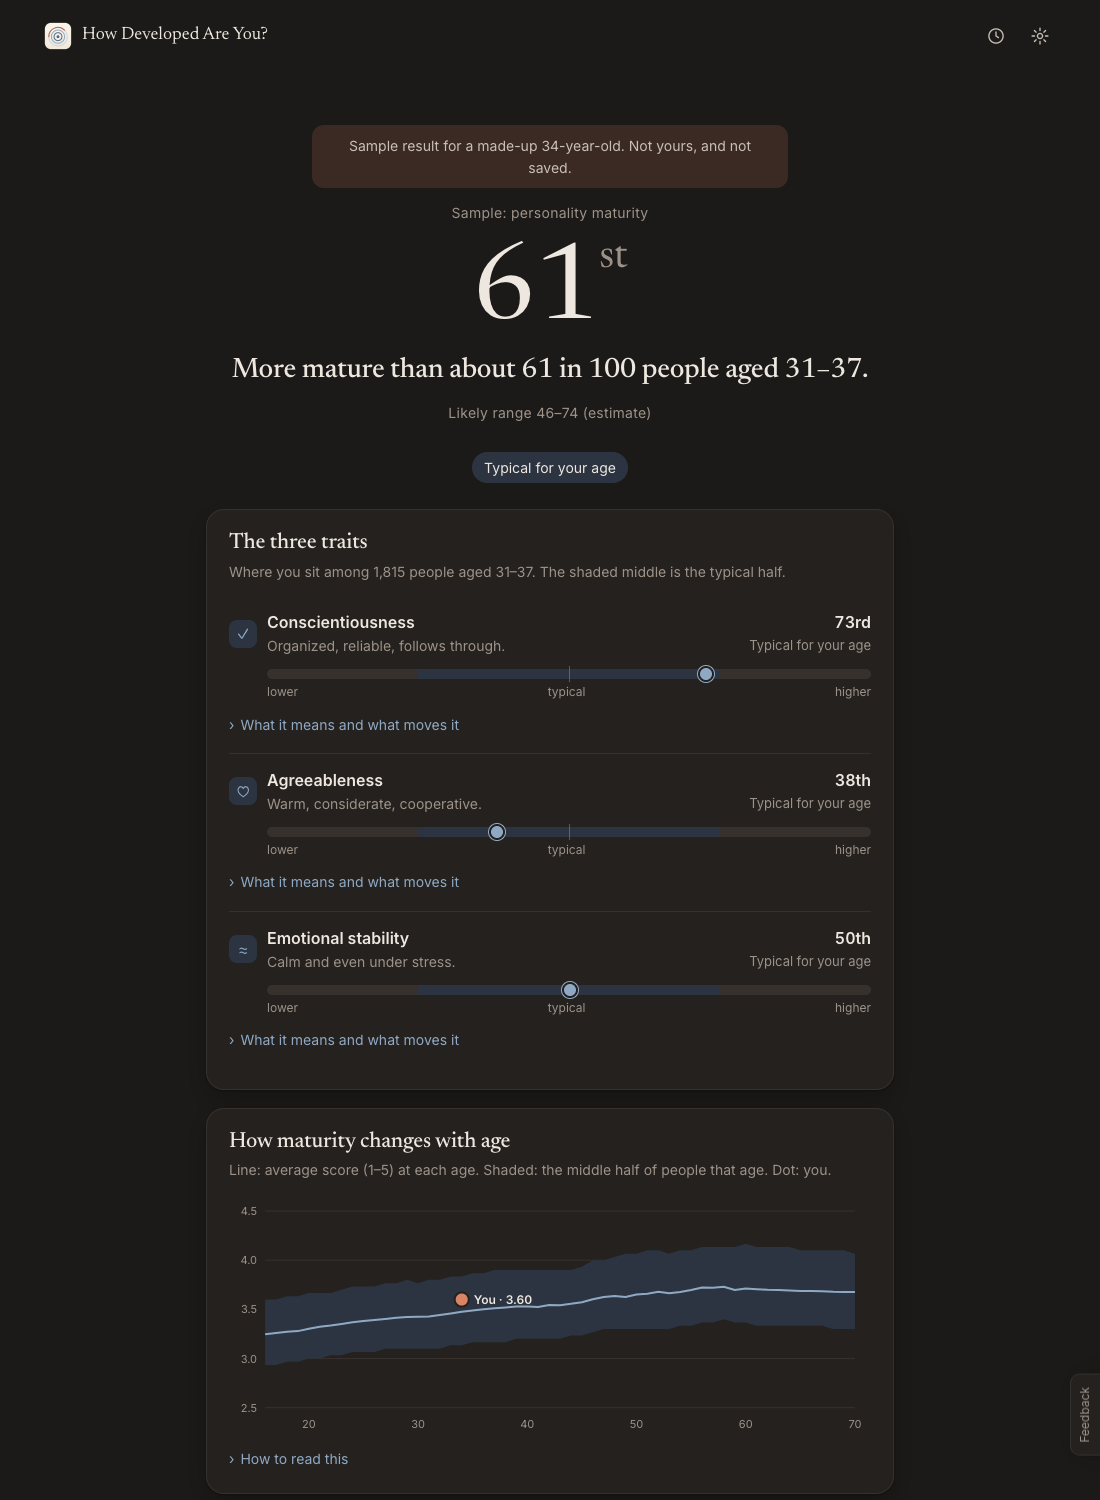 How Developed Are You?
Sample result for a made-up 34-year-old. Not yours, and not
saved.
Sample: personality maturity
61st
More mature than about 61 in 100 people aged 31–37.
Likely range 46–74 (estimate)
Typical for your age
The three traits
Where you sit among 1,815 people aged 31–37. The shaded middle is the typical half.
Conscientiousness 73rd
Organized, reliable, follows through. Typical for your age
lower typical higher
› What it means and what moves it
Agreeableness 38th
Warm, considerate, cooperative. Typical for your age
lower typical higher
› What it means and what moves it
Emotional stability 50th
Calm and even under stress. Typical for your age
lower typical higher
› What it means and what moves it
How maturity changes with age
Line: average score (1–5) at each age. Shaded: the middle half of people that age. Dot: you.
4.5
4.0
You · 3.60
3.5
3.0
2.5
20 30 40 50 60 70
› How to read this
Feedback